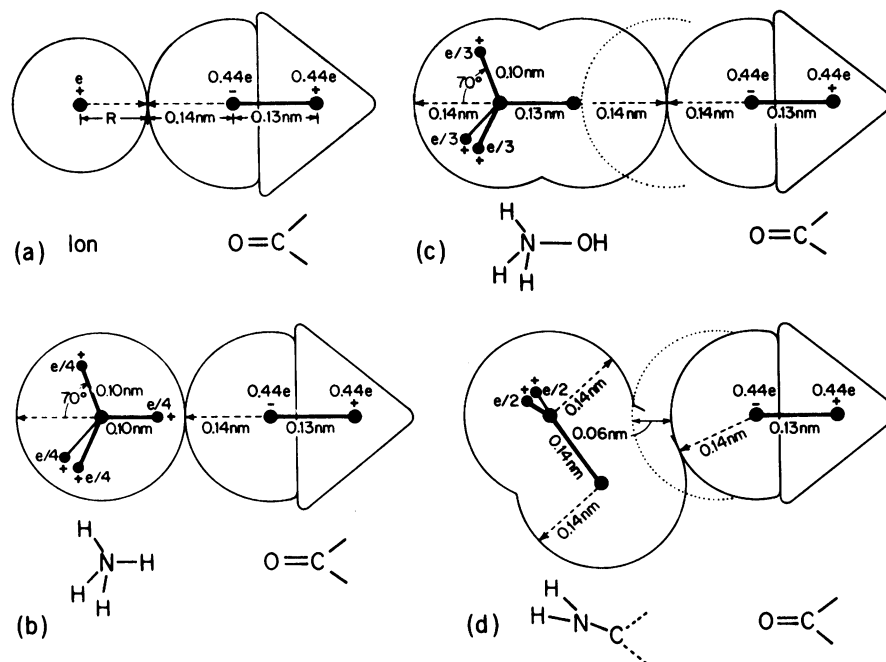 e
+
0.44e
-
0.44e
+
R
0.14nm
0.13nm
(a) Ion O=C
+
e/3
70°
0.10nm
0.14nm
0.13nm
0.14nm
0.14nm
0.13nm
e/3
+
e/3
+
0.44e
-
0.44e
+
H
N—OH
H H
O=C
(c)
+
e/4
70°
0.10nm
e/4
+
0.10nm
e/4
+
e/4
+
0.44e
-
0.44e
+
0.14nm
0.13nm
H
N—H
H H
O=C
(b)
+
+
e/2
e/2
0.14nm
0.14nm
0.14nm
0.06nm
0.44e
-
0.44e
+
0.14nm
0.13nm
(d)
H
H N C
O=C